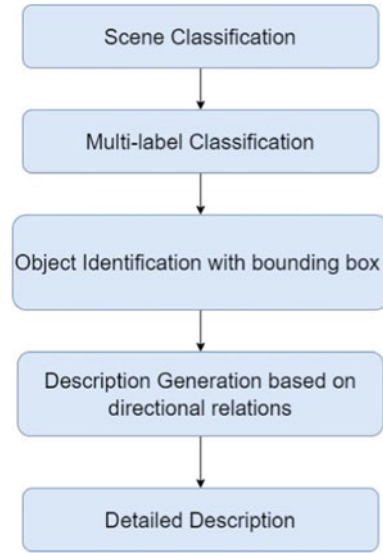 Scene Classification
Multi-label Classification
Object Identification with bounding box
Description Generation based on
directional relations
Detailed Description